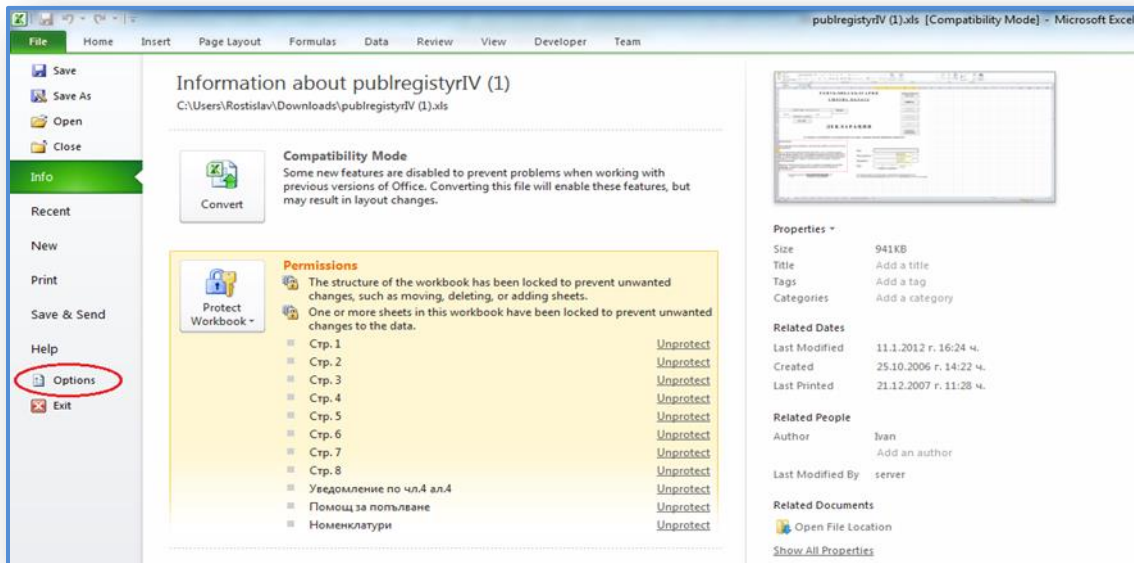 publregistyrIV (1).xls [Compatibility Mode] - Microsoft Excel
File Home Insert Page Layout Formulas Data Review View Developer Team
Save
Save As
Open
Close
Info
Recent
New
Print
Save & Send
Help
Options
Exit
Information about publregistyrIV (1)
C:\Users\Rostislav\Downloads\publregistyrIV (1).xls
Convert
Compatibility Mode
Some new features are disabled to prevent problems when working with
previous versions of Office. Converting this file will enable these features, but
may result in layout changes.
Protect
Workbook
Permissions
The structure of the workbook has been locked to prevent unwanted
changes, such as moving, deleting, or adding sheets.
One or more sheets in this workbook have been locked to prevent unwanted
changes to the data.
Стр. 1 Unprotect
Стр. 2 Unprotect
Стр. 3 Unprotect
Стр. 4 Unprotect
Стр. 5 Unprotect
Стр. 6 Unprotect
Стр. 7 Unprotect
Стр. 8 Unprotect
Уведомление по чл.4 ал.4 Unprotect
Помощ за попълване Unprotect
Номенклатури Unprotect
ДЕКЛАРАЦИЯ
Properties
Size 941KB
Title Add a title
Tags Add a tag
Categories Add a category
Related Dates
Last Modified 11.1.2012 г. 16:24 ч.
Created 25.10.2006 г. 14:22 ч.
Last Printed 21.12.2007 г. 11:28 ч.
Related People
Author Ivan
Add an author
Last Modified By server
Related Documents
Open File Location
Show All Properties